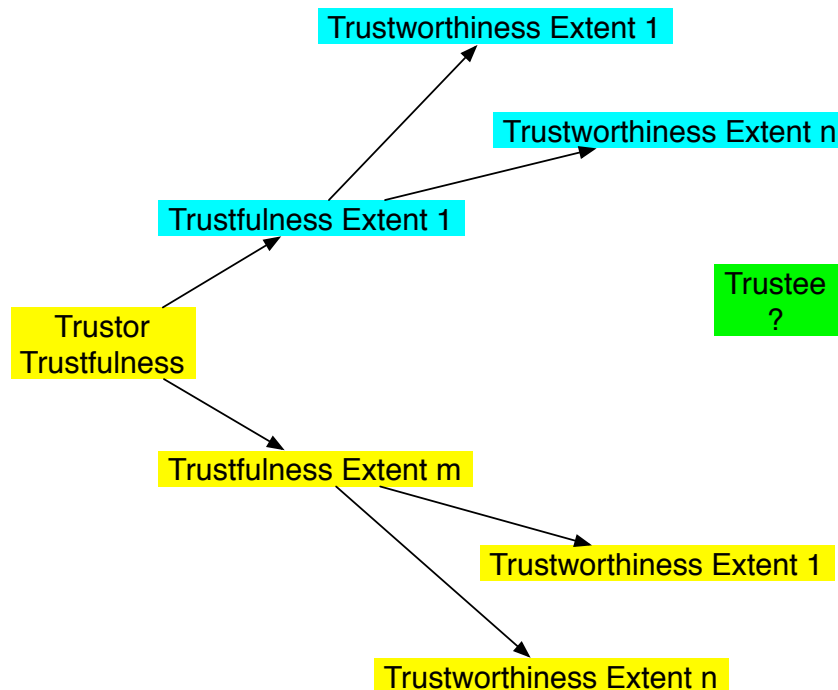 Trustworthiness Extent 1
Trustworthiness Extent n
Trustfulness Extent 1
Trustee
?
Trustor
Trustfulness
Trustfulness Extent m
Trustworthiness Extent 1
Trustworthiness Extent n